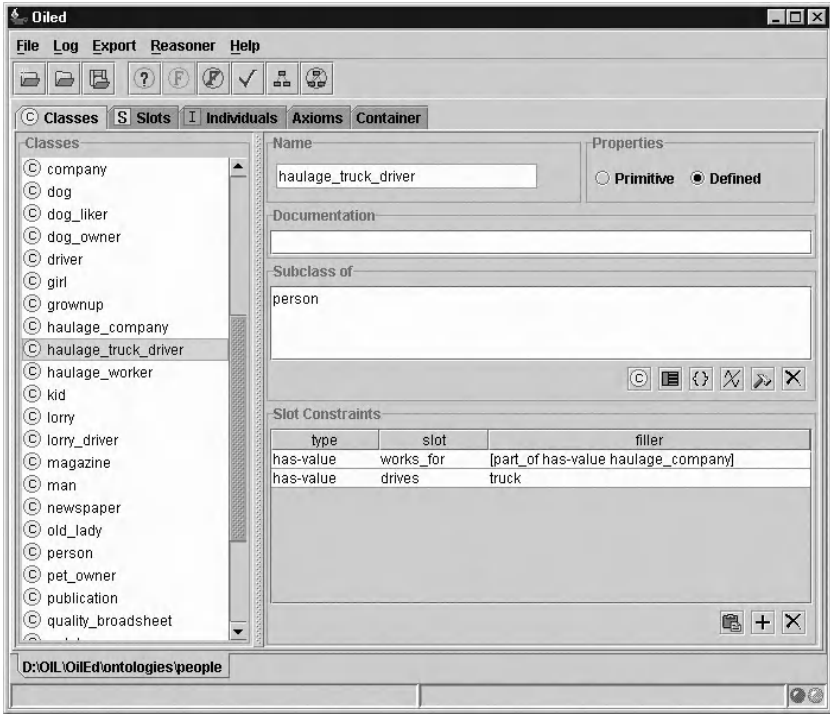 Oiled
File Log Export Reasoner Help
? F F
C Classes S Slots I Individuals Axioms Container
Classes
C company
C dog
C dog_liker
C dog_owner
C driver
C girl
C grownup
C haulage_company
C haulage_truck_driver
C haulage_worker
C kid
C lorry
C lorry_driver
C magazine
C man
C newspaper
C old_lady
C person
C pet_owner
C publication
C quality_broadsheet
Name
haulage_truck_driver
Properties
Primitive Defined
Documentation
Subclass of
person
C {}
Slot Constraints
type slot filler
has-value works_for [part_of has-value haulage_company]
has-value drives truck
D:\OIL\OilEd\ontologies\people